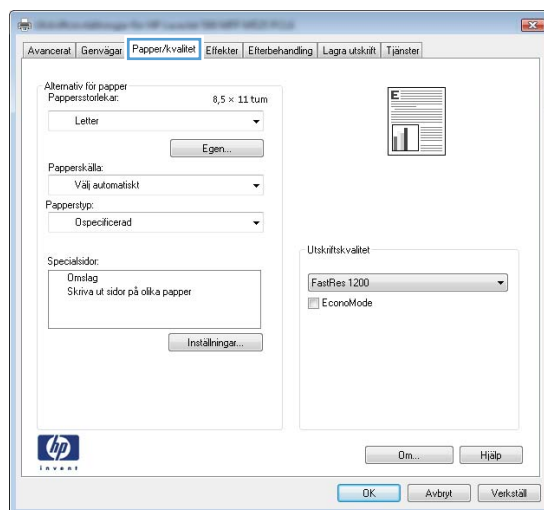 Avancerat Genvägar Papper/kvalitet Effekter Efterbehandling Lagra utskrift Tjänster
Alternativ för papper
Pappersstorlekar: 8,5 × 11 tum
Letter
Egen...
Papperskälla:
Välj automatiskt
Papperstyp:
Ospecificerad
Specialsidor:
Omslag
Skriva ut sidor på olika papper
Inställningar...
E
Utskriftskvalitet
FastRes 1200
EconoMode
hp
invent
Om... Hjälp
OK Avbryt Verkställ